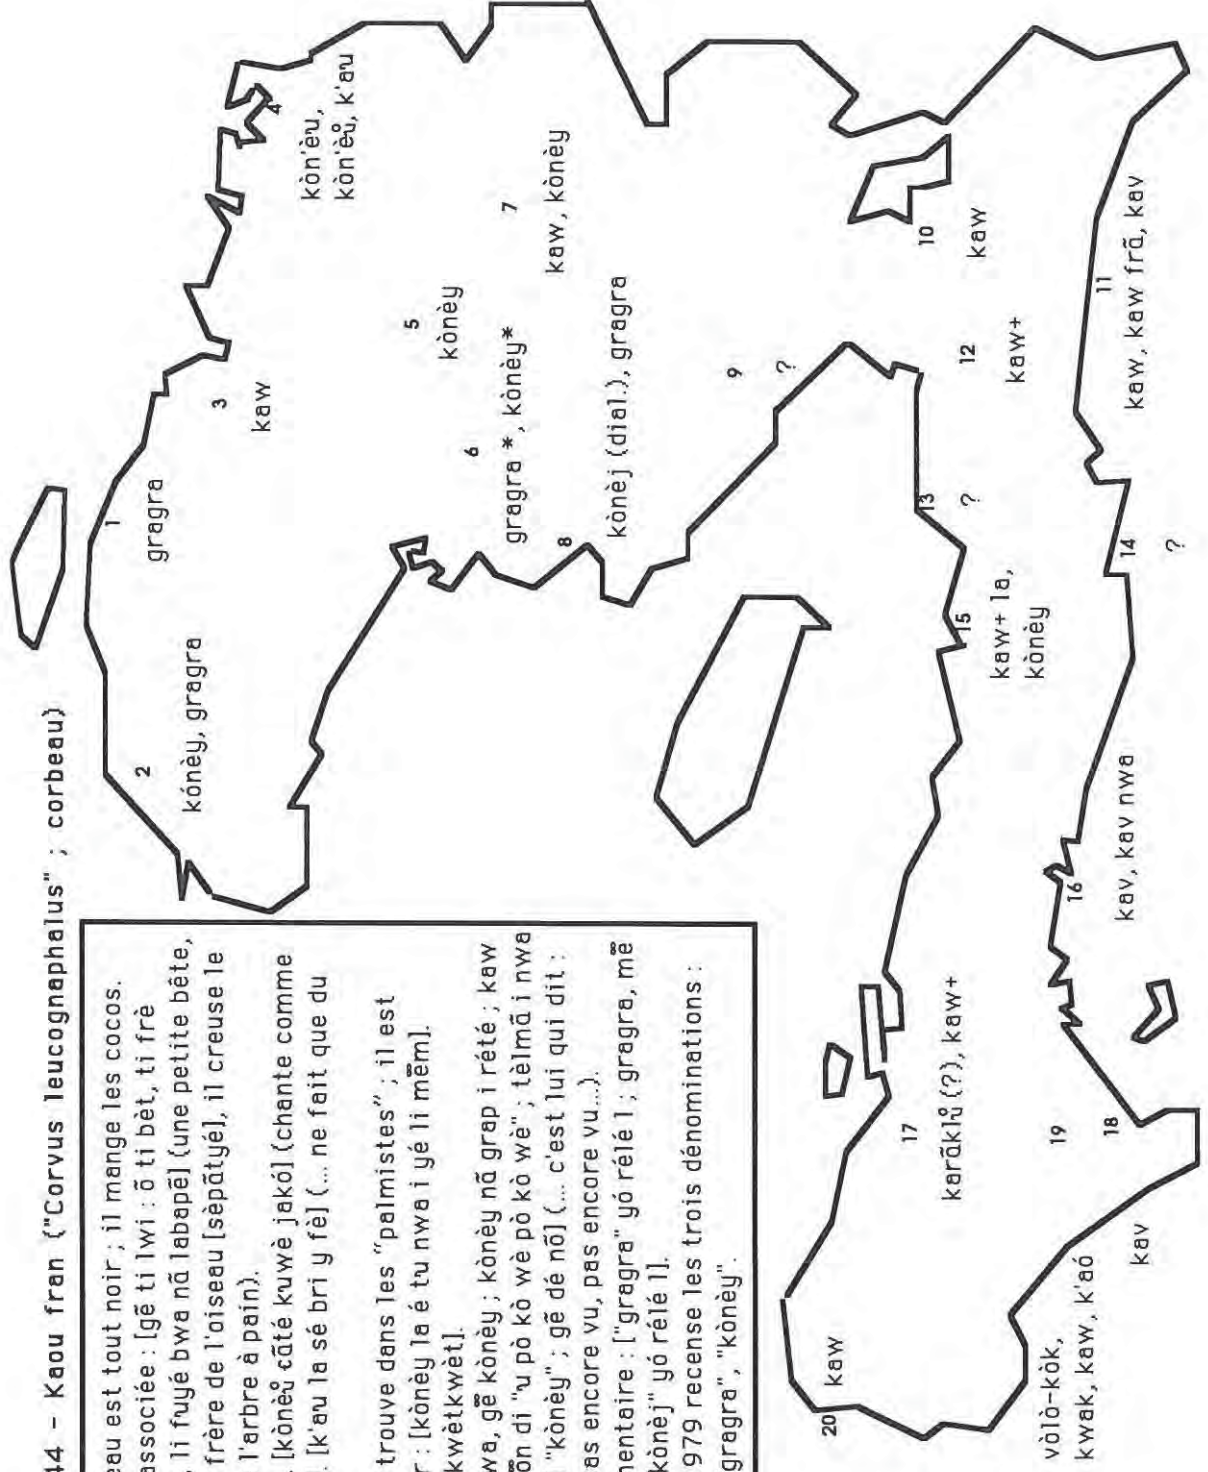 44 - Kaou fran ("Corvus leucognaphalus" ; corbeau)
eau est tout noir ; il mange les cocos.
associée : [gẽ ti lwi : õ ti bèt, ti frè
, li fuyé bwa nã labapẽ] (une petite bête,
frère de l'oiseau [sèpãtyé], il creuse le
l'arbre à pain).
[kònèů cãté kuwè jakó] (chante comme
[k'au la sé bri y fè] (... ne fait que du
trouve dans les "palmistes" ; il est
r : [kònèy la é tu nwa i yé li mẽm].
kwètkwèt].
wa, gẽ kònèy ; kònèy nã grap i rété ; kaw
õn di "u pò kò wè pò kò wè" ; tèlmã i nwa
"kònèy" ; gẽ dé nõ] (... c'est lui qui dit :
as encore vu, pas encore vu...).
mentaire : ["gragra" yó rélé l ; gragra, mẽ
kònèj" yó rélé l].
979 recense les trois dénominations :
gragra", "kònèy".
1
gragra
2
kónèy, gragra
3
kaw
4
kòn'èu,
kòn'èů, k'au
5
kònèy
6
gragra *, kònèy*
7
kaw, kònèy
8
kònèj (dial.), gragra
9
?
10
kaw
11
kaw, kaw frã, kav
12
kaw+
13
?
14
?
15
kaw+ la,
kònèy
16
kav, kav nwa
17
karãklů (?), kaw+
18
kav
19
vòlò-kòk,
kwak, kaw, k'aó
20
kaw